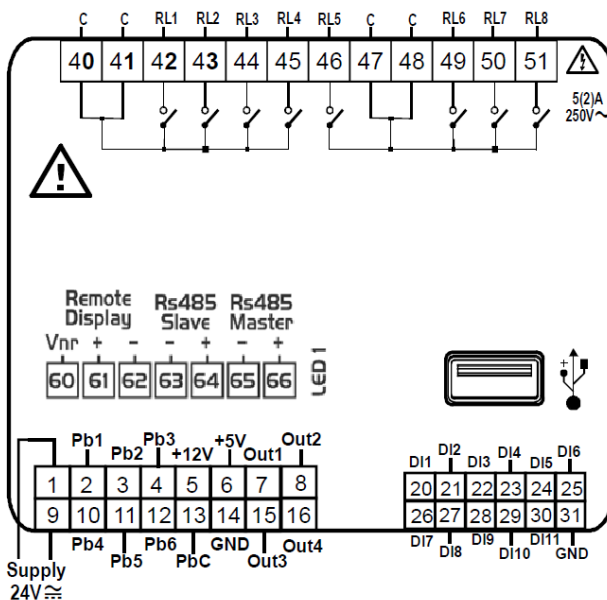 C C RL1 RL2 RL3 RL4 RL5 C C RL6 RL7 RL8
40 41 42 43 44 45 46 47 48 49 50 51
5(2)A
250V~
Remote Rs485 Rs485
Display Slave Master
Vnr + - - + - +
60 61 62 63 64 65 66
LED 1
Pb1 Pb2 Pb3 +12V +5V Out1 Out2
1 2 3 4 5 6 7 8
9 10 11 12 13 14 15 16
Pb4 Pb5 Pb6 PbC GND Out3 Out4
Supply
24V≂
DI1 DI2 DI3 DI4 DI5 DI6
20 21 22 23 24 25
26 27 28 29 30 31
DI7 DI8 DI9 DI10 DI11 GND